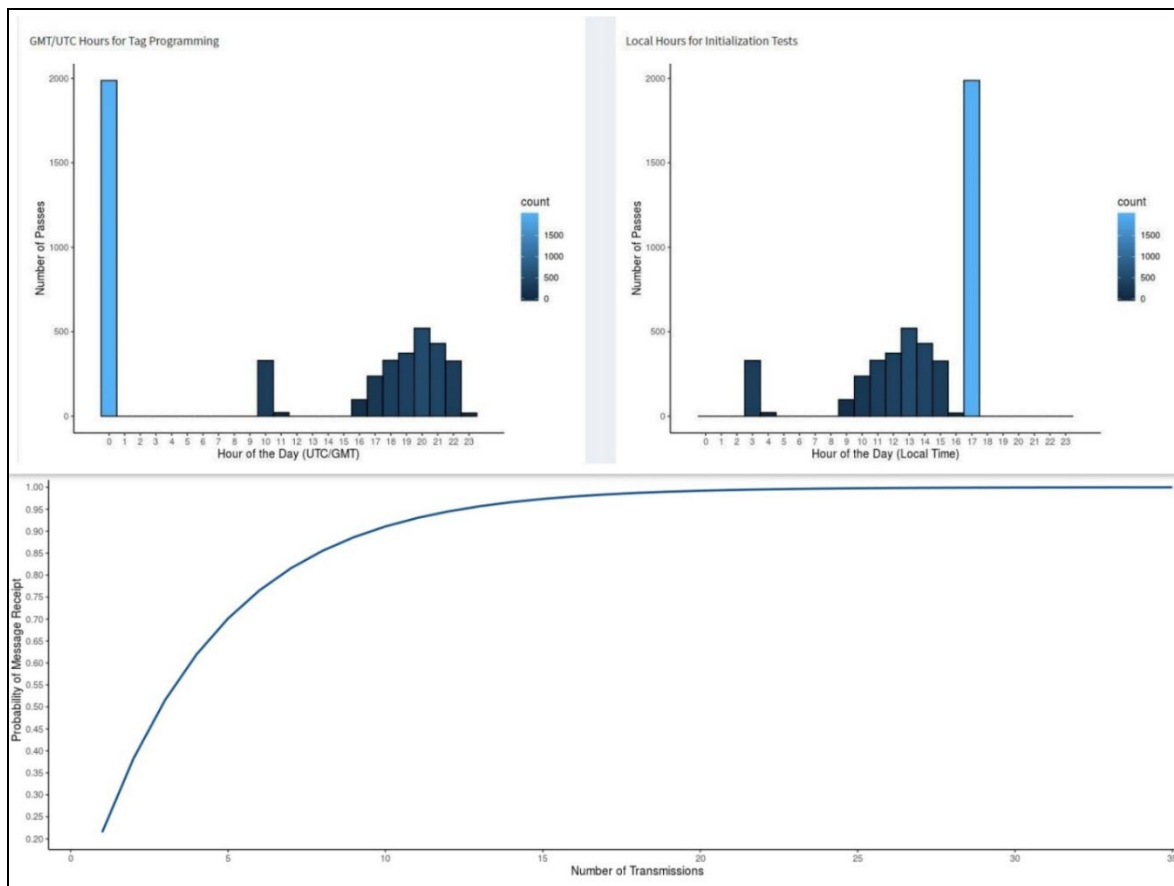 GMT/UTC Hours for Tag Programming
2000
1500
1000
500
0
Number of Passes
0 1 2 3 4 5 6 7 8 9 10 11 12 13 14 15 16 17 18 19 20 21 22 23
Hour of the Day (UTC/GMT)
count
1500
1000
500
0
Local Hours for Initialization Tests
2000
1500
1000
500
0
Number of Passes
0 1 2 3 4 5 6 7 8 9 10 11 12 13 14 15 16 17 18 19 20 21 22 23
Hour of the Day (Local Time)
count
1500
1000
500
0
1.00
0.95
0.90
0.85
0.80
0.75
0.70
0.65
0.60
0.55
0.50
0.45
0.40
0.35
0.30
0.25
0.20
Probability of Message Receipt
0 5 10 15 20 25 30 35
Number of Transmissions